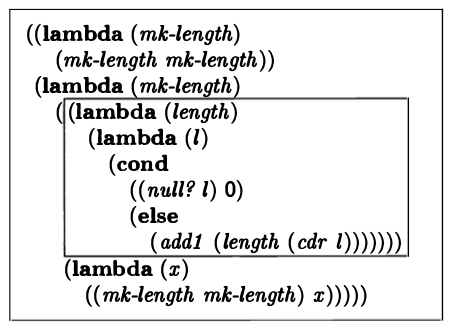 ((lambda (mk-length)
(mk-length mk-length))
(lambda (mk-length)
((lambda (length)
(lambda (l)
(cond
((null? l) 0)
(else
(add1 (length (cdr l)))))))
(lambda (x)
((mk-length mk-length) x)))))